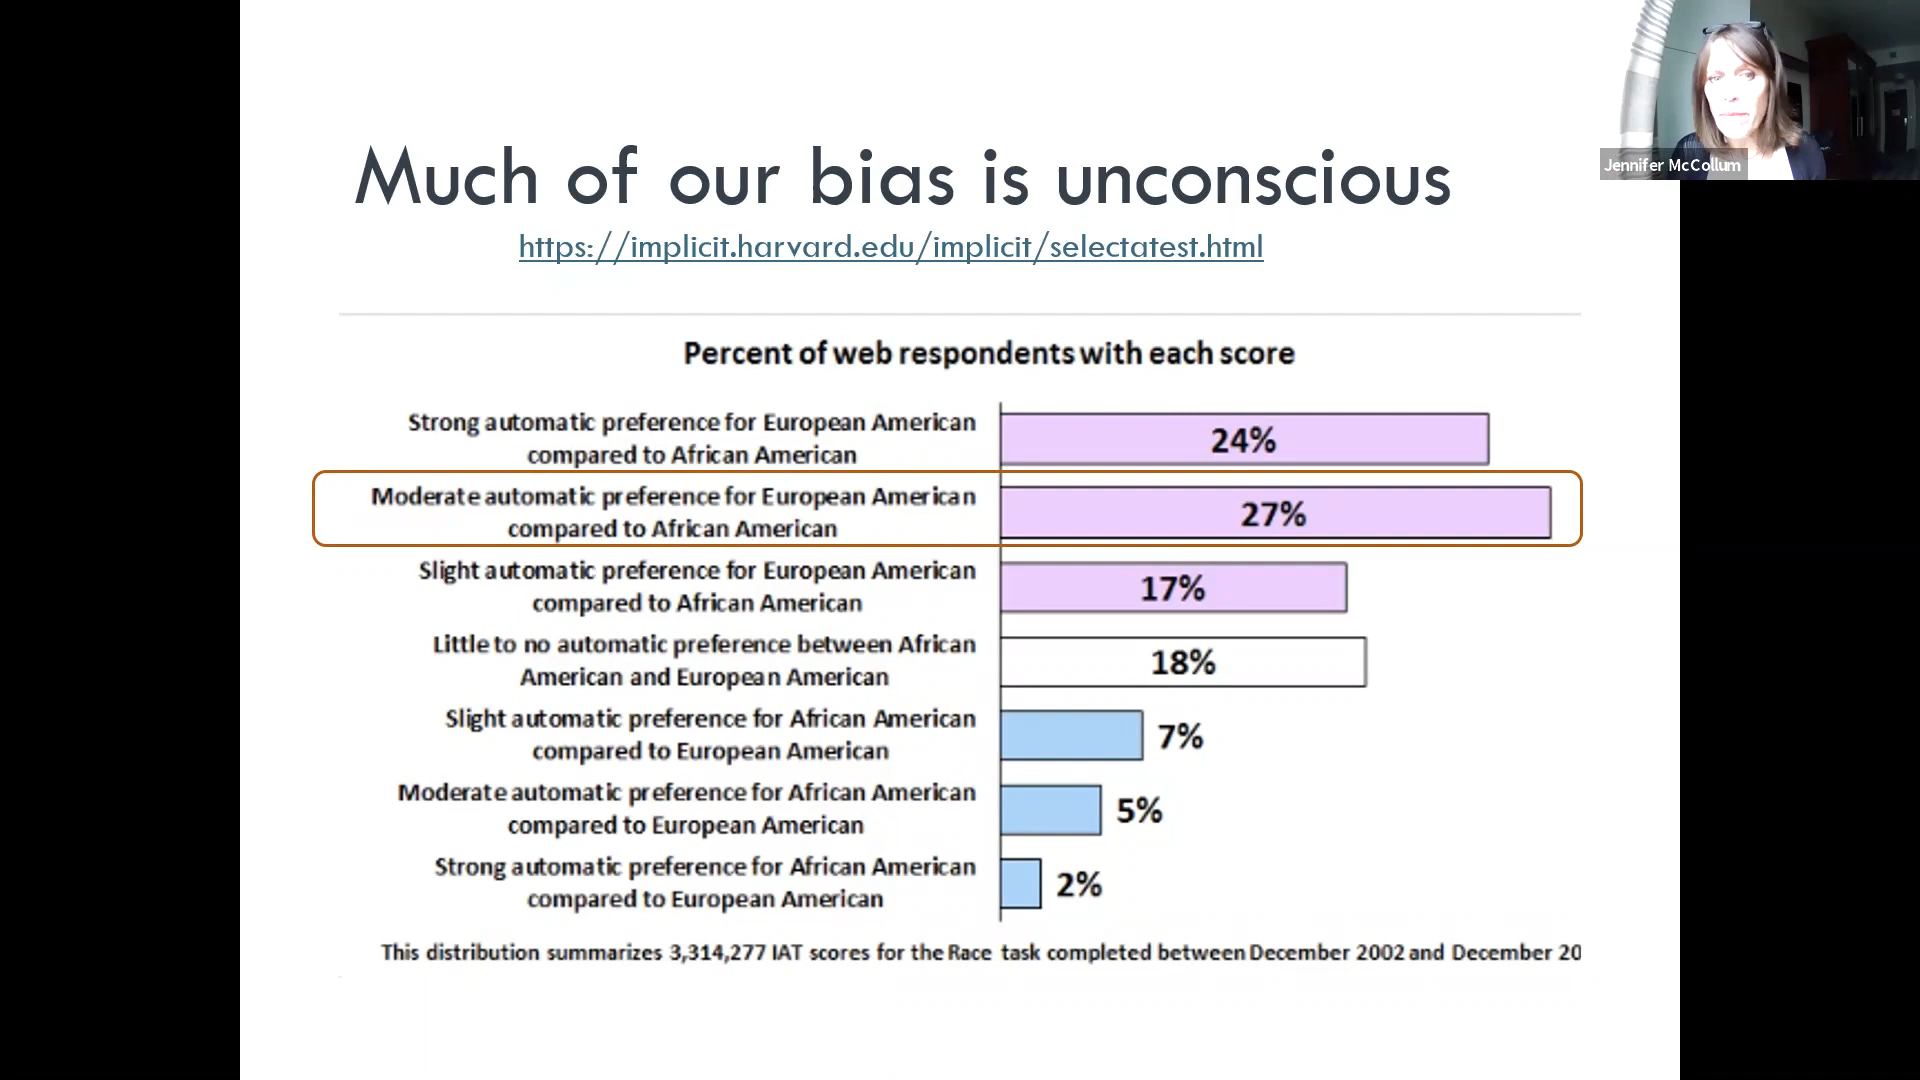 Much of our bias is unconscious
https://implicit.harvard.edu/implicit/selectatest.html
Jennifer McCollum
Percent of web respondents with each score
Strong automatic preference for European American
compared to African American
24%
Moderate automatic preference for European American
compared to African American
27%
Slight automatic preference for European American
compared to African American
17%
Little to no automatic preference between African
American and European American
18%
Slight automatic preference for African American
compared to European American
7%
Moderate automatic preference for African American
compared to European American
5%
Strong automatic preference for African American
compared to European American
2%
This distribution summarizes 3,314,277 IAT scores for the Race task completed between December 2002 and December 20